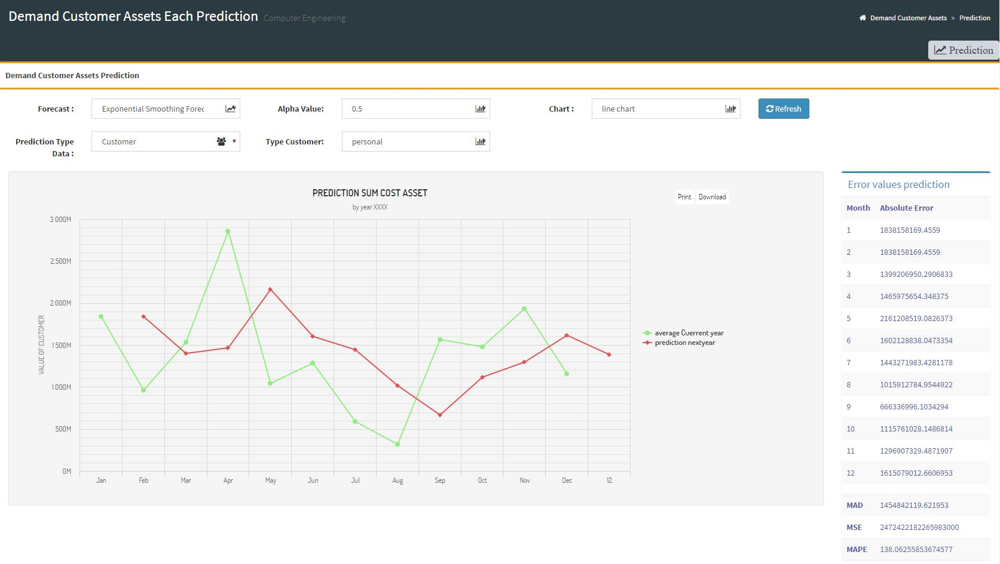 Demand Customer Assets Each Prediction Computer Engineering
Demand Customer Assets > Prediction
Prediction
Demand Customer Assets Prediction
Forecast :
Exponential Smoothing Forec
Alpha Value:
0.5
Chart :
line chart
Refresh
Prediction Type
Data :
Customer
Type Customer:
personal
PREDICTION SUM COST ASSET
by year XXXX
Print
Download
VALUE OF CUSTOMER
3 000M
2 500M
2 000M
1 500M
1 000M
500M
0M
Jan
Feb
Mar
Apr
May
Jun
Jul
Aug
Sep
Oct
Nov
Dec
12
average Cuerrent year
prediction nextyear
Error values prediction
Month Absolute Error
1 1838158169.4559
2 1838158169.4559
3 1399206950.2906833
4 1465975654.348375
5 2161208519.0826373
6 1602128838.0473354
7 1443271983.4281178
8 1015912784.9544922
9 666336996.1034294
10 1115761028.1486814
11 1296907329.4871907
12 1615079012.6606953
MAD 1454842119.621953
MSE 2472422182265983000
MAPE 138.06255853674577